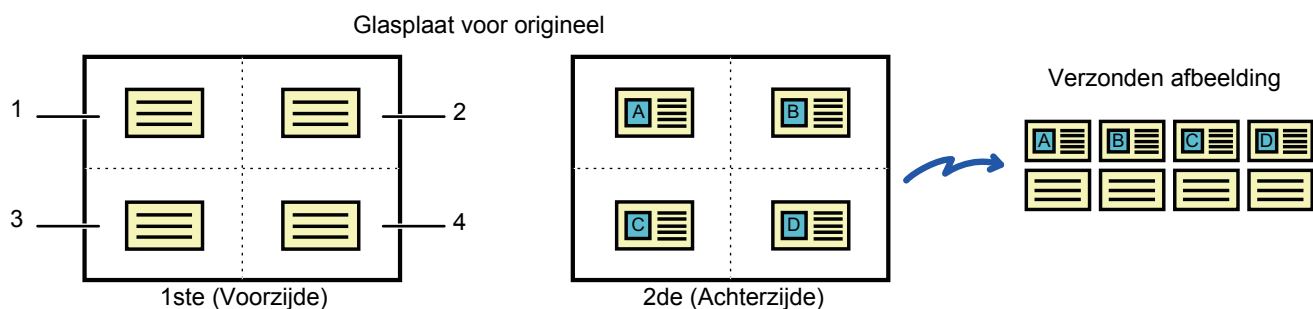 Glasplaat voor origineel
1
2
3
4
1ste (Voorzijde)
A
B
C
D
2de (Achterzijde)
Verzonden afbeelding
A B C D